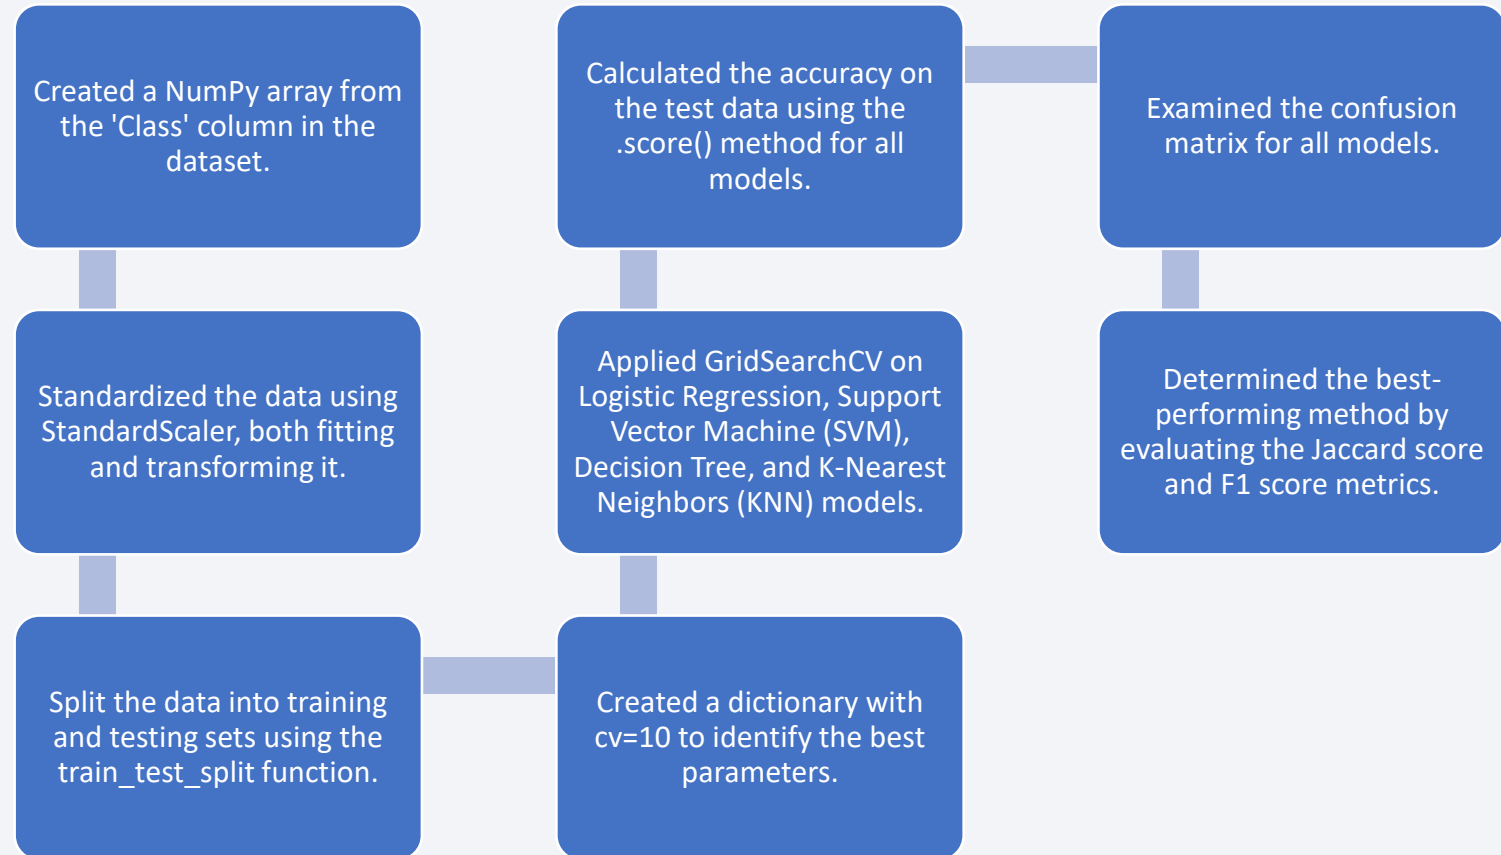 Created a NumPy array from
the 'Class' column in the
dataset.
Standardized the data using
StandardScaler, both fitting
and transforming it.
Split the data into training
and testing sets using the
train_test_split function.
Created a dictionary with
cv=10 to identify the best
parameters.
Applied GridSearchCV on
Logistic Regression, Support
Vector Machine (SVM),
Decision Tree, and K-Nearest
Neighbors (KNN) models.
Calculated the accuracy on
the test data using the
.score() method for all
models.
Examined the confusion
matrix for all models.
Determined the best-
performing method by
evaluating the Jaccard score
and F1 score metrics.